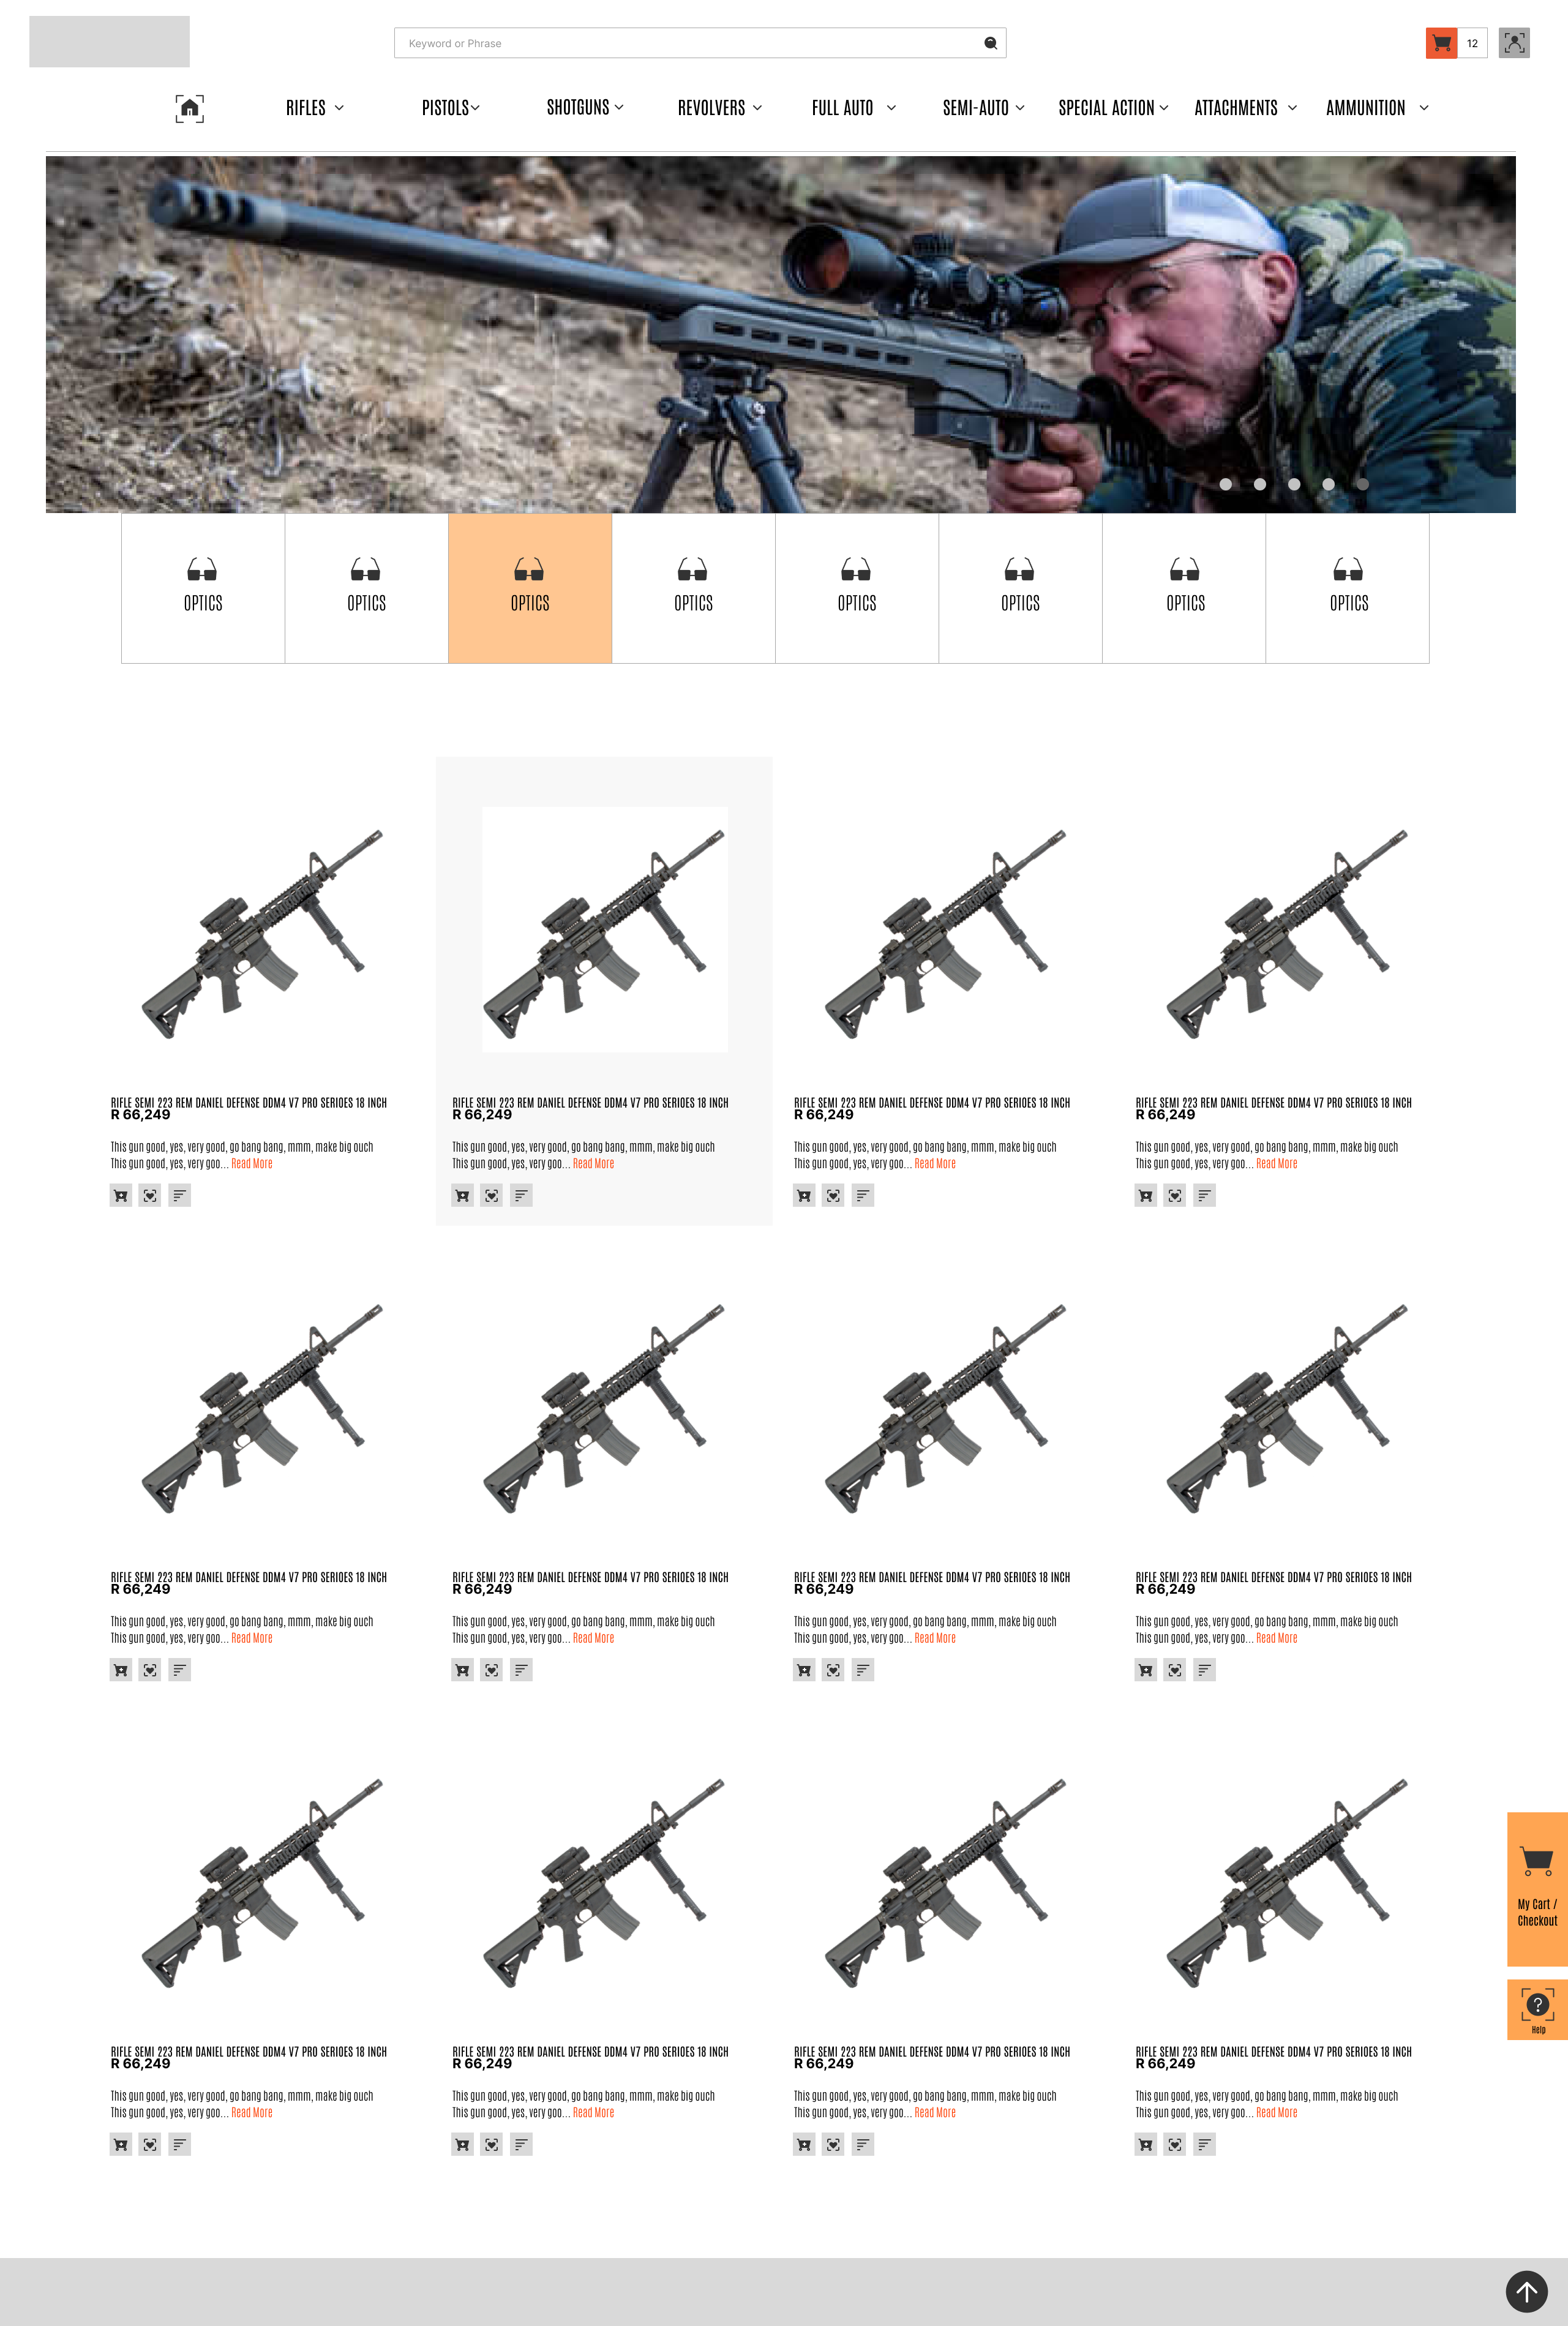 Keyword or Phrase
12
RIFLES
PISTOLS
SHOTGUNS
REVOLVERS
FULL AUTO
SEMI-AUTO
SPECIAL ACTION
ATTACHMENTS
AMMUNITION
OPTICS
OPTICS
OPTICS
OPTICS
OPTICS
OPTICS
OPTICS
OPTICS
RIFLE SEMI 223 REM DANIEL DEFENSE DDM4 V7 PRO SERIOES 18 INCH
R 66,249
This gun good, yes, very good, go bang bang, mmm, make big ouch
This gun good, yes, very goo... Read More
RIFLE SEMI 223 REM DANIEL DEFENSE DDM4 V7 PRO SERIOES 18 INCH
R 66,249
This gun good, yes, very good, go bang bang, mmm, make big ouch
This gun good, yes, very goo... Read More
RIFLE SEMI 223 REM DANIEL DEFENSE DDM4 V7 PRO SERIOES 18 INCH
R 66,249
This gun good, yes, very good, go bang bang, mmm, make big ouch
This gun good, yes, very goo... Read More
RIFLE SEMI 223 REM DANIEL DEFENSE DDM4 V7 PRO SERIOES 18 INCH
R 66,249
This gun good, yes, very good, go bang bang, mmm, make big ouch
This gun good, yes, very goo... Read More
RIFLE SEMI 223 REM DANIEL DEFENSE DDM4 V7 PRO SERIOES 18 INCH
R 66,249
This gun good, yes, very good, go bang bang, mmm, make big ouch
This gun good, yes, very goo... Read More
RIFLE SEMI 223 REM DANIEL DEFENSE DDM4 V7 PRO SERIOES 18 INCH
R 66,249
This gun good, yes, very good, go bang bang, mmm, make big ouch
This gun good, yes, very goo... Read More
RIFLE SEMI 223 REM DANIEL DEFENSE DDM4 V7 PRO SERIOES 18 INCH
R 66,249
This gun good, yes, very good, go bang bang, mmm, make big ouch
This gun good, yes, very goo... Read More
RIFLE SEMI 223 REM DANIEL DEFENSE DDM4 V7 PRO SERIOES 18 INCH
R 66,249
This gun good, yes, very good, go bang bang, mmm, make big ouch
This gun good, yes, very goo... Read More
My Cart /
Checkout
?
Help
RIFLE SEMI 223 REM DANIEL DEFENSE DDM4 V7 PRO SERIOES 18 INCH
R 66,249
This gun good, yes, very good, go bang bang, mmm, make big ouch
This gun good, yes, very goo... Read More
RIFLE SEMI 223 REM DANIEL DEFENSE DDM4 V7 PRO SERIOES 18 INCH
R 66,249
This gun good, yes, very good, go bang bang, mmm, make big ouch
This gun good, yes, very goo... Read More
RIFLE SEMI 223 REM DANIEL DEFENSE DDM4 V7 PRO SERIOES 18 INCH
R 66,249
This gun good, yes, very good, go bang bang, mmm, make big ouch
This gun good, yes, very goo... Read More
RIFLE SEMI 223 REM DANIEL DEFENSE DDM4 V7 PRO SERIOES 18 INCH
R 66,249
This gun good, yes, very good, go bang bang, mmm, make big ouch
This gun good, yes, very goo... Read More